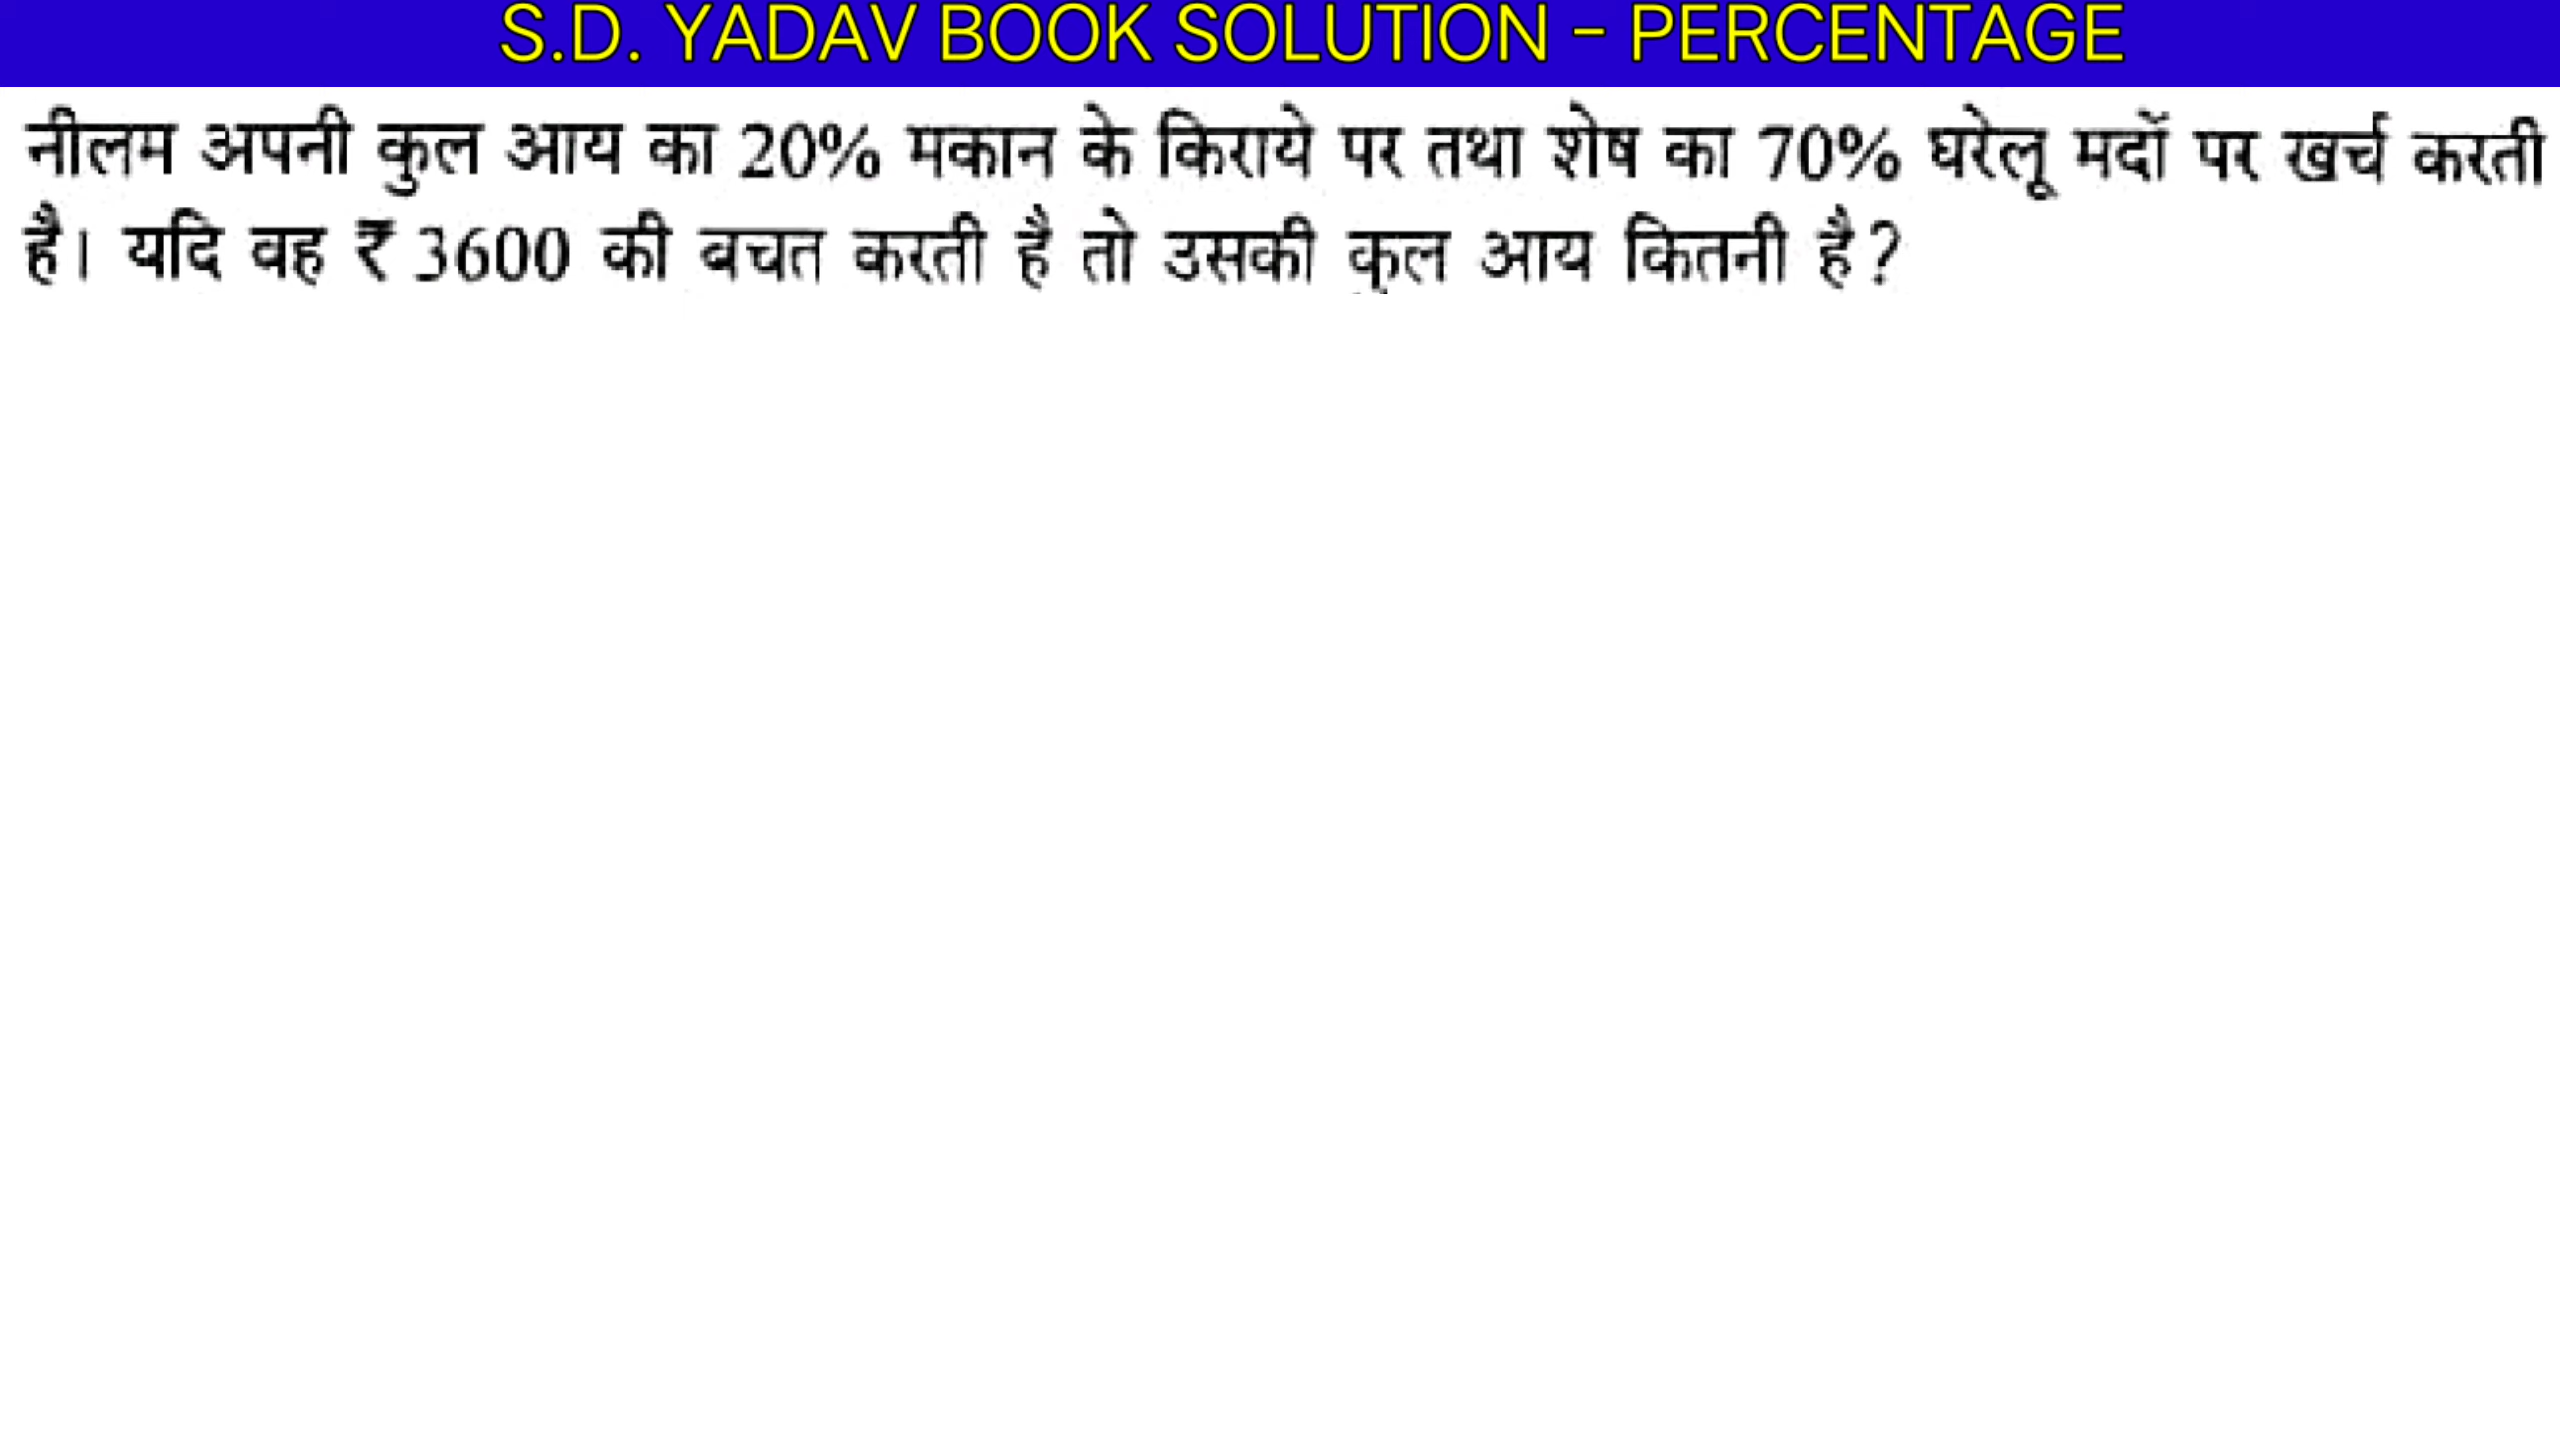 S.D. YADAV BOOK SOLUTION - PERCENTAGE
नीलम अपनी कुल आय का 20% मकान के किराये पर तथा शेष का 70% घरेलू मदों पर खर्च करती
है। यदि वह ₹ 3600 की बचत करती है तो उसकी कुल आय कितनी है?